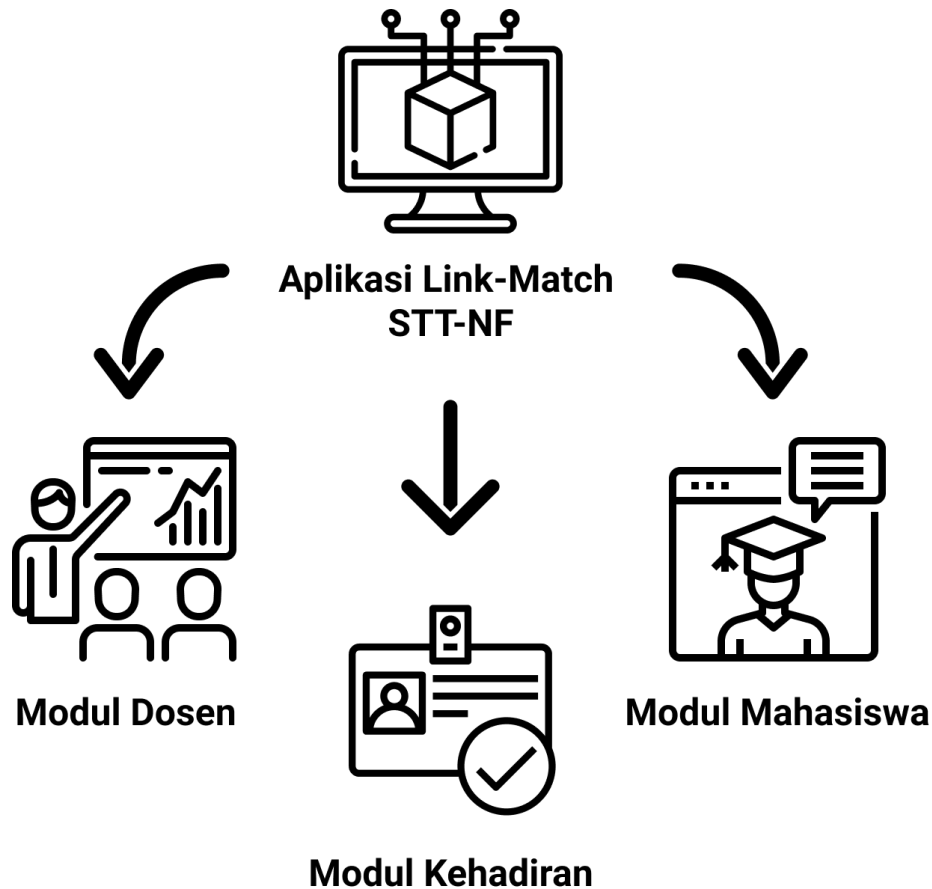 Aplikasi Link-Match
STT-NF
Modul Dosen
Modul Mahasiswa
Modul Kehadiran